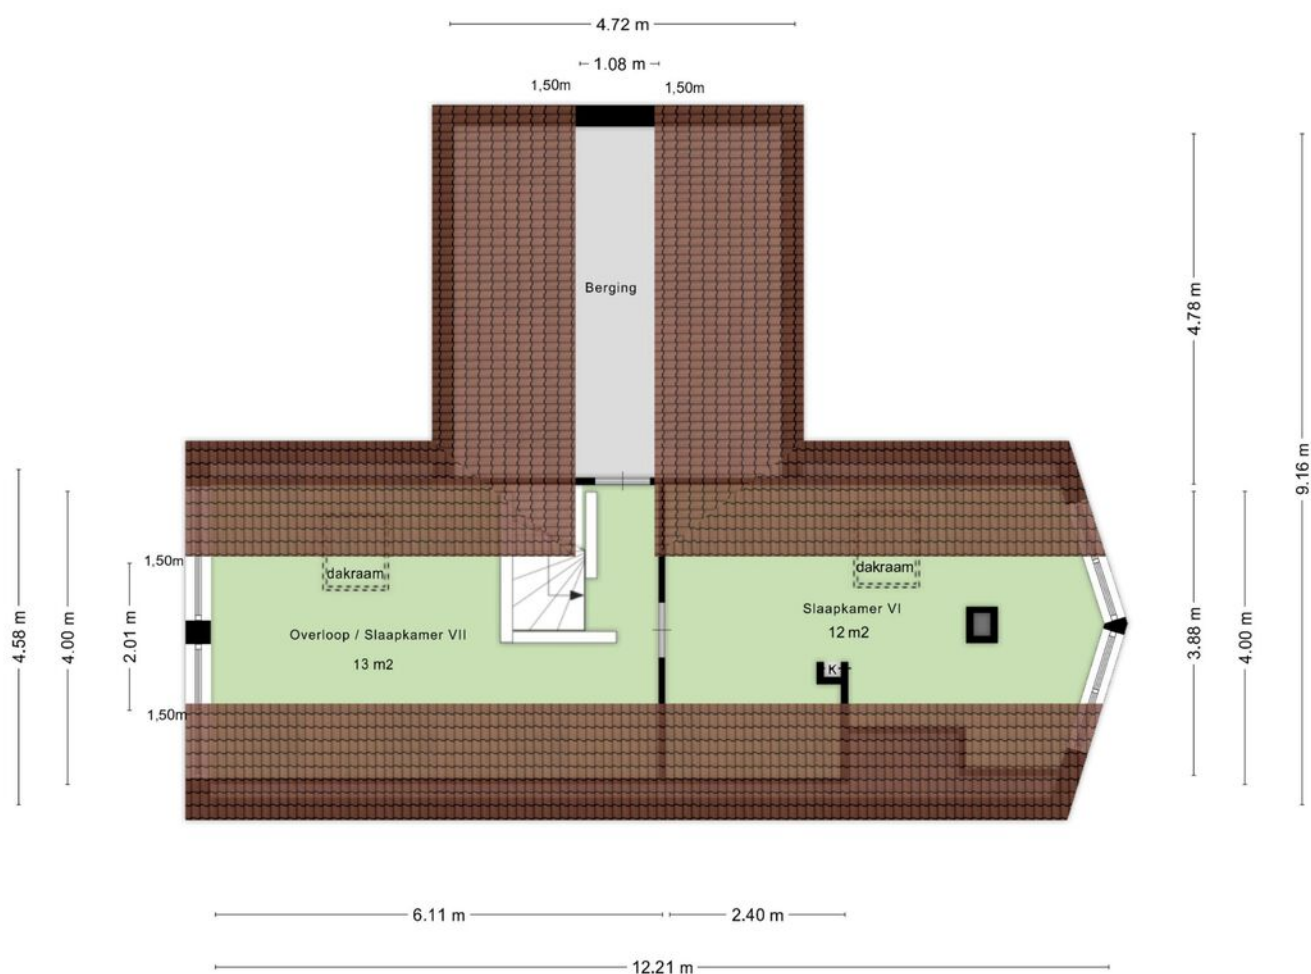 4.72 m
1.08 m
1,50m
1,50m
Berging
4.78 m
9.16 m
1,50m
dakraam
dakraam
4.58 m
4.00 m
2.01 m
Overloop / Slaapkamer VII
13 m2
Slaapkamer VI
12 m2
K
3.88 m
4.00 m
1,50m
6.11 m
2.40 m
12.21 m